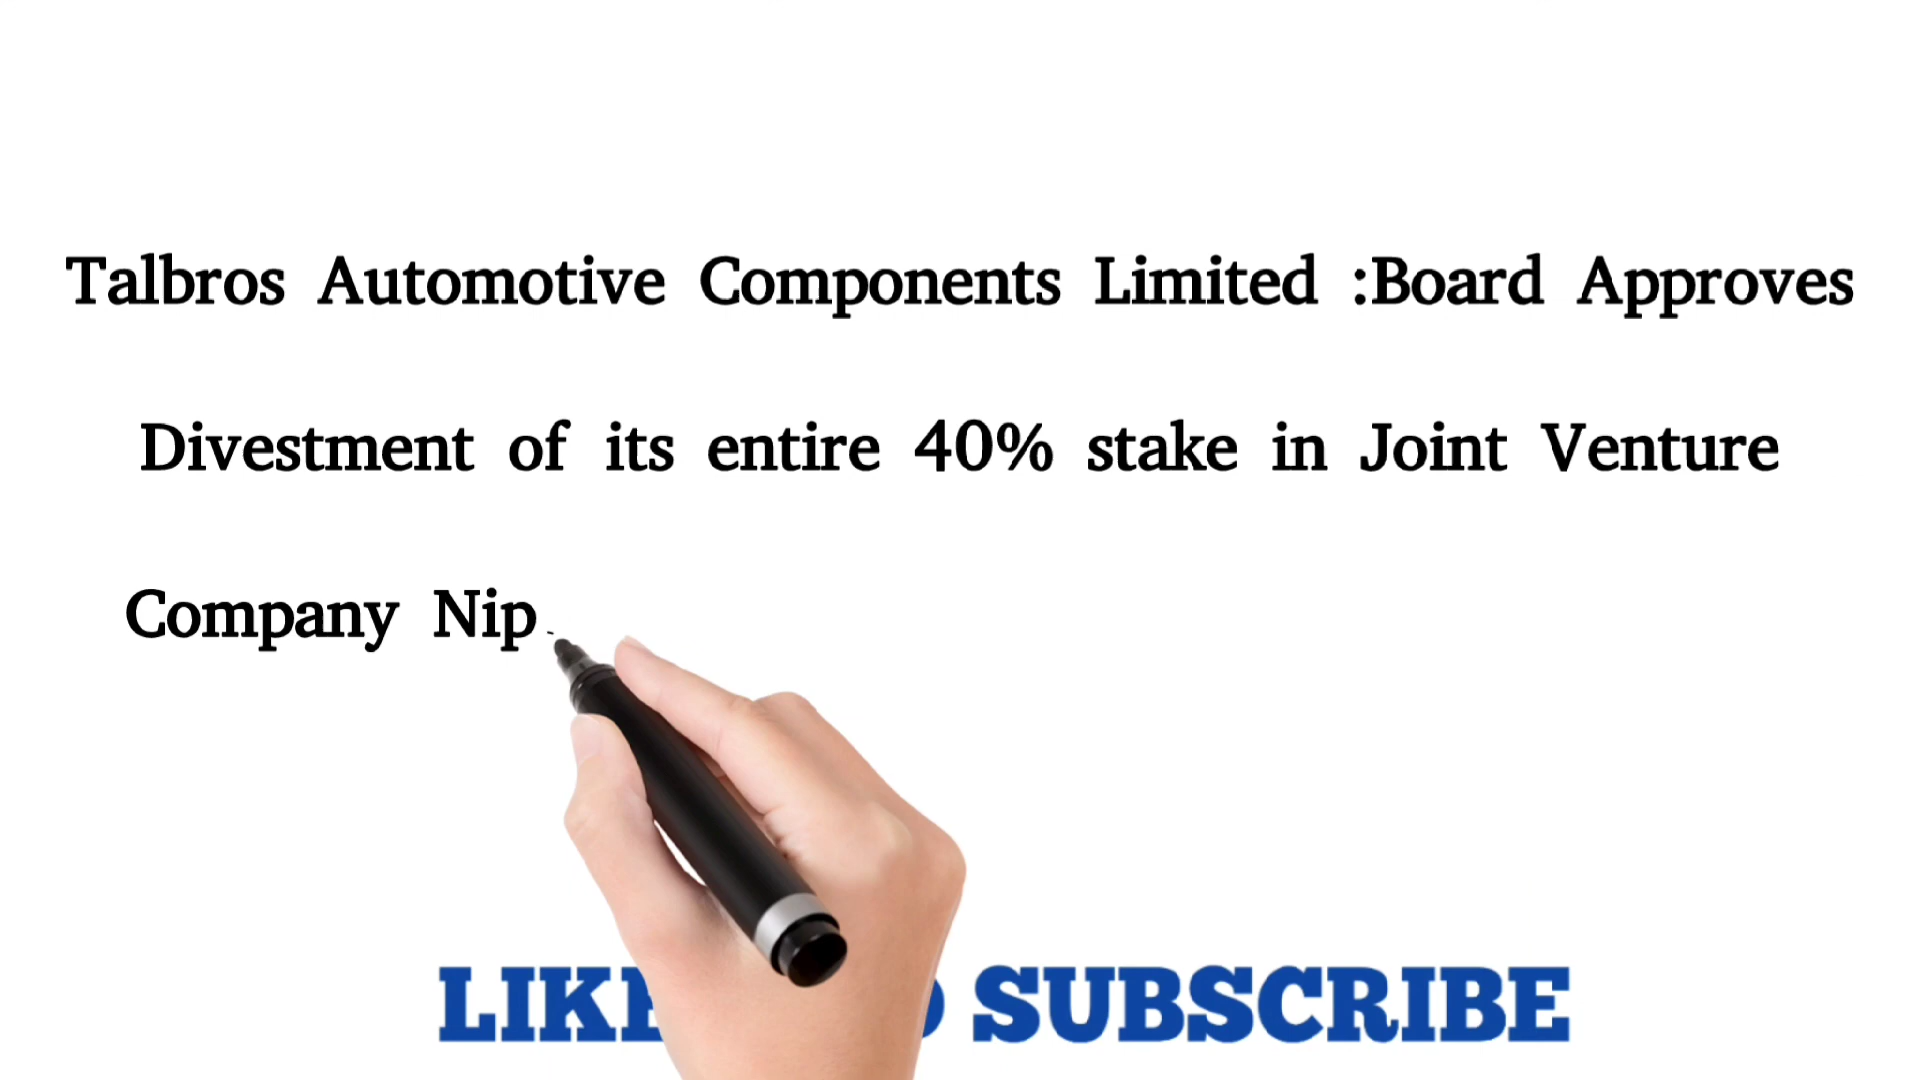 Talbros Automotive Components Limited :Board Approves
Divestment of its entire 40% stake in Joint Venture
Company Nip
SUBSCRIBE